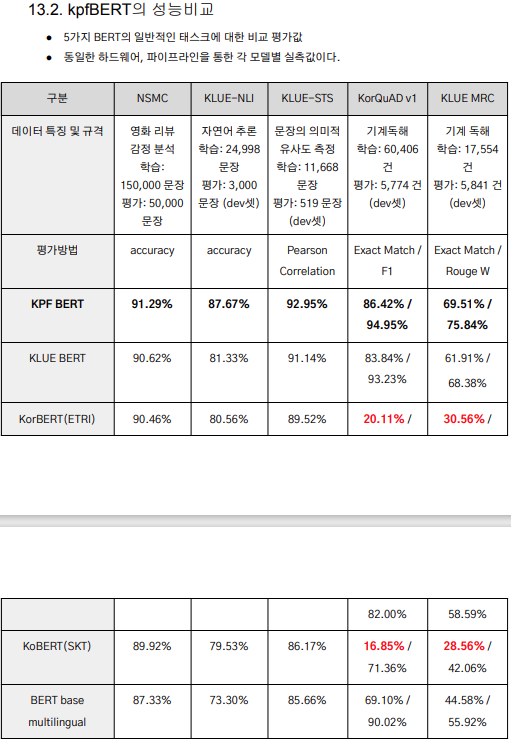 13.2. kpfBERT의 성능비교
● 5가지 BERT의 일반적인 태스크에 대한 비교 평가값
● 동일한 하드웨어, 파이프라인을 통한 각 모델별 실측값이다.
구분 NSMC KLUE-NLI KLUE-STS KorQuAD v1 KLUE MRC
데이터 특징 및 규격 영화 리뷰 자연어 추론 문장의 의미적 기계독해 기계 독해
감정 분석 학습: 24,998 유사도 측정 학습: 60,406 학습: 17,554
학습: 문장 학습: 11,668 건 건
150,000 문장 평가: 3,000 문장 평가: 5,774 건 평가: 5,841 건
평가: 50,000 문장 (dev셋) 평가: 519 문장 (dev셋) (dev셋)
문장 (dev셋)
평가방법 accuracy accuracy Pearson Exact Match / Exact Match /
Correlation F1 Rouge W
KPF BERT 91.29% 87.67% 92.95% 86.42% / 69.51% /
94.95% 75.84%
KLUE BERT 90.62% 81.33% 91.14% 83.84% / 61.91% /
93.23% 68.38%
KorBERT(ETRI) 90.46% 80.56% 89.52% 20.11% / 30.56% /
82.00% 58.59%
KoBERT(SKT) 89.92% 79.53% 86.17% 16.85% / 28.56% /
71.36% 42.06%
BERT base 87.33% 73.30% 85.66% 69.10% / 44.58% /
multilingual 90.02% 55.92%